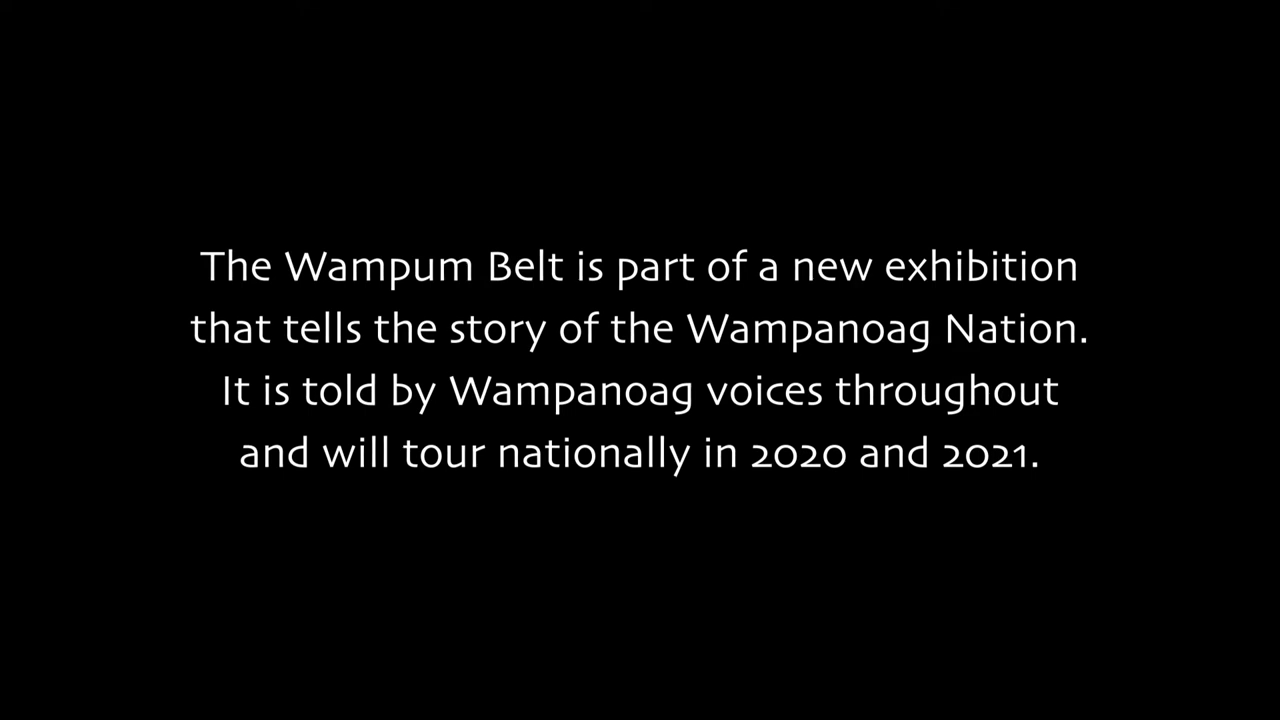 The Wampum Belt is part of a new exhibition
that tells the story of the Wampanoag Nation.
It is told by Wampanoag voices throughout
and will tour nationally in 2020 and 2021.